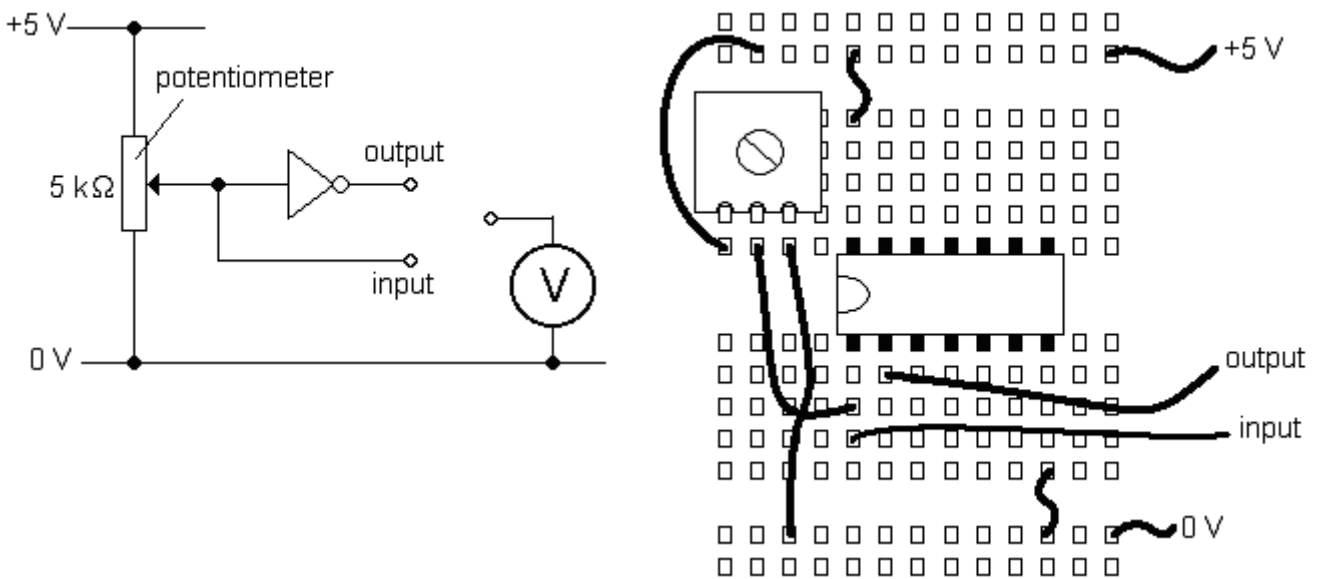 +5 V
potentiometer
5 kΩ
output
input
V
0 V
+5 V
output
input
0 V